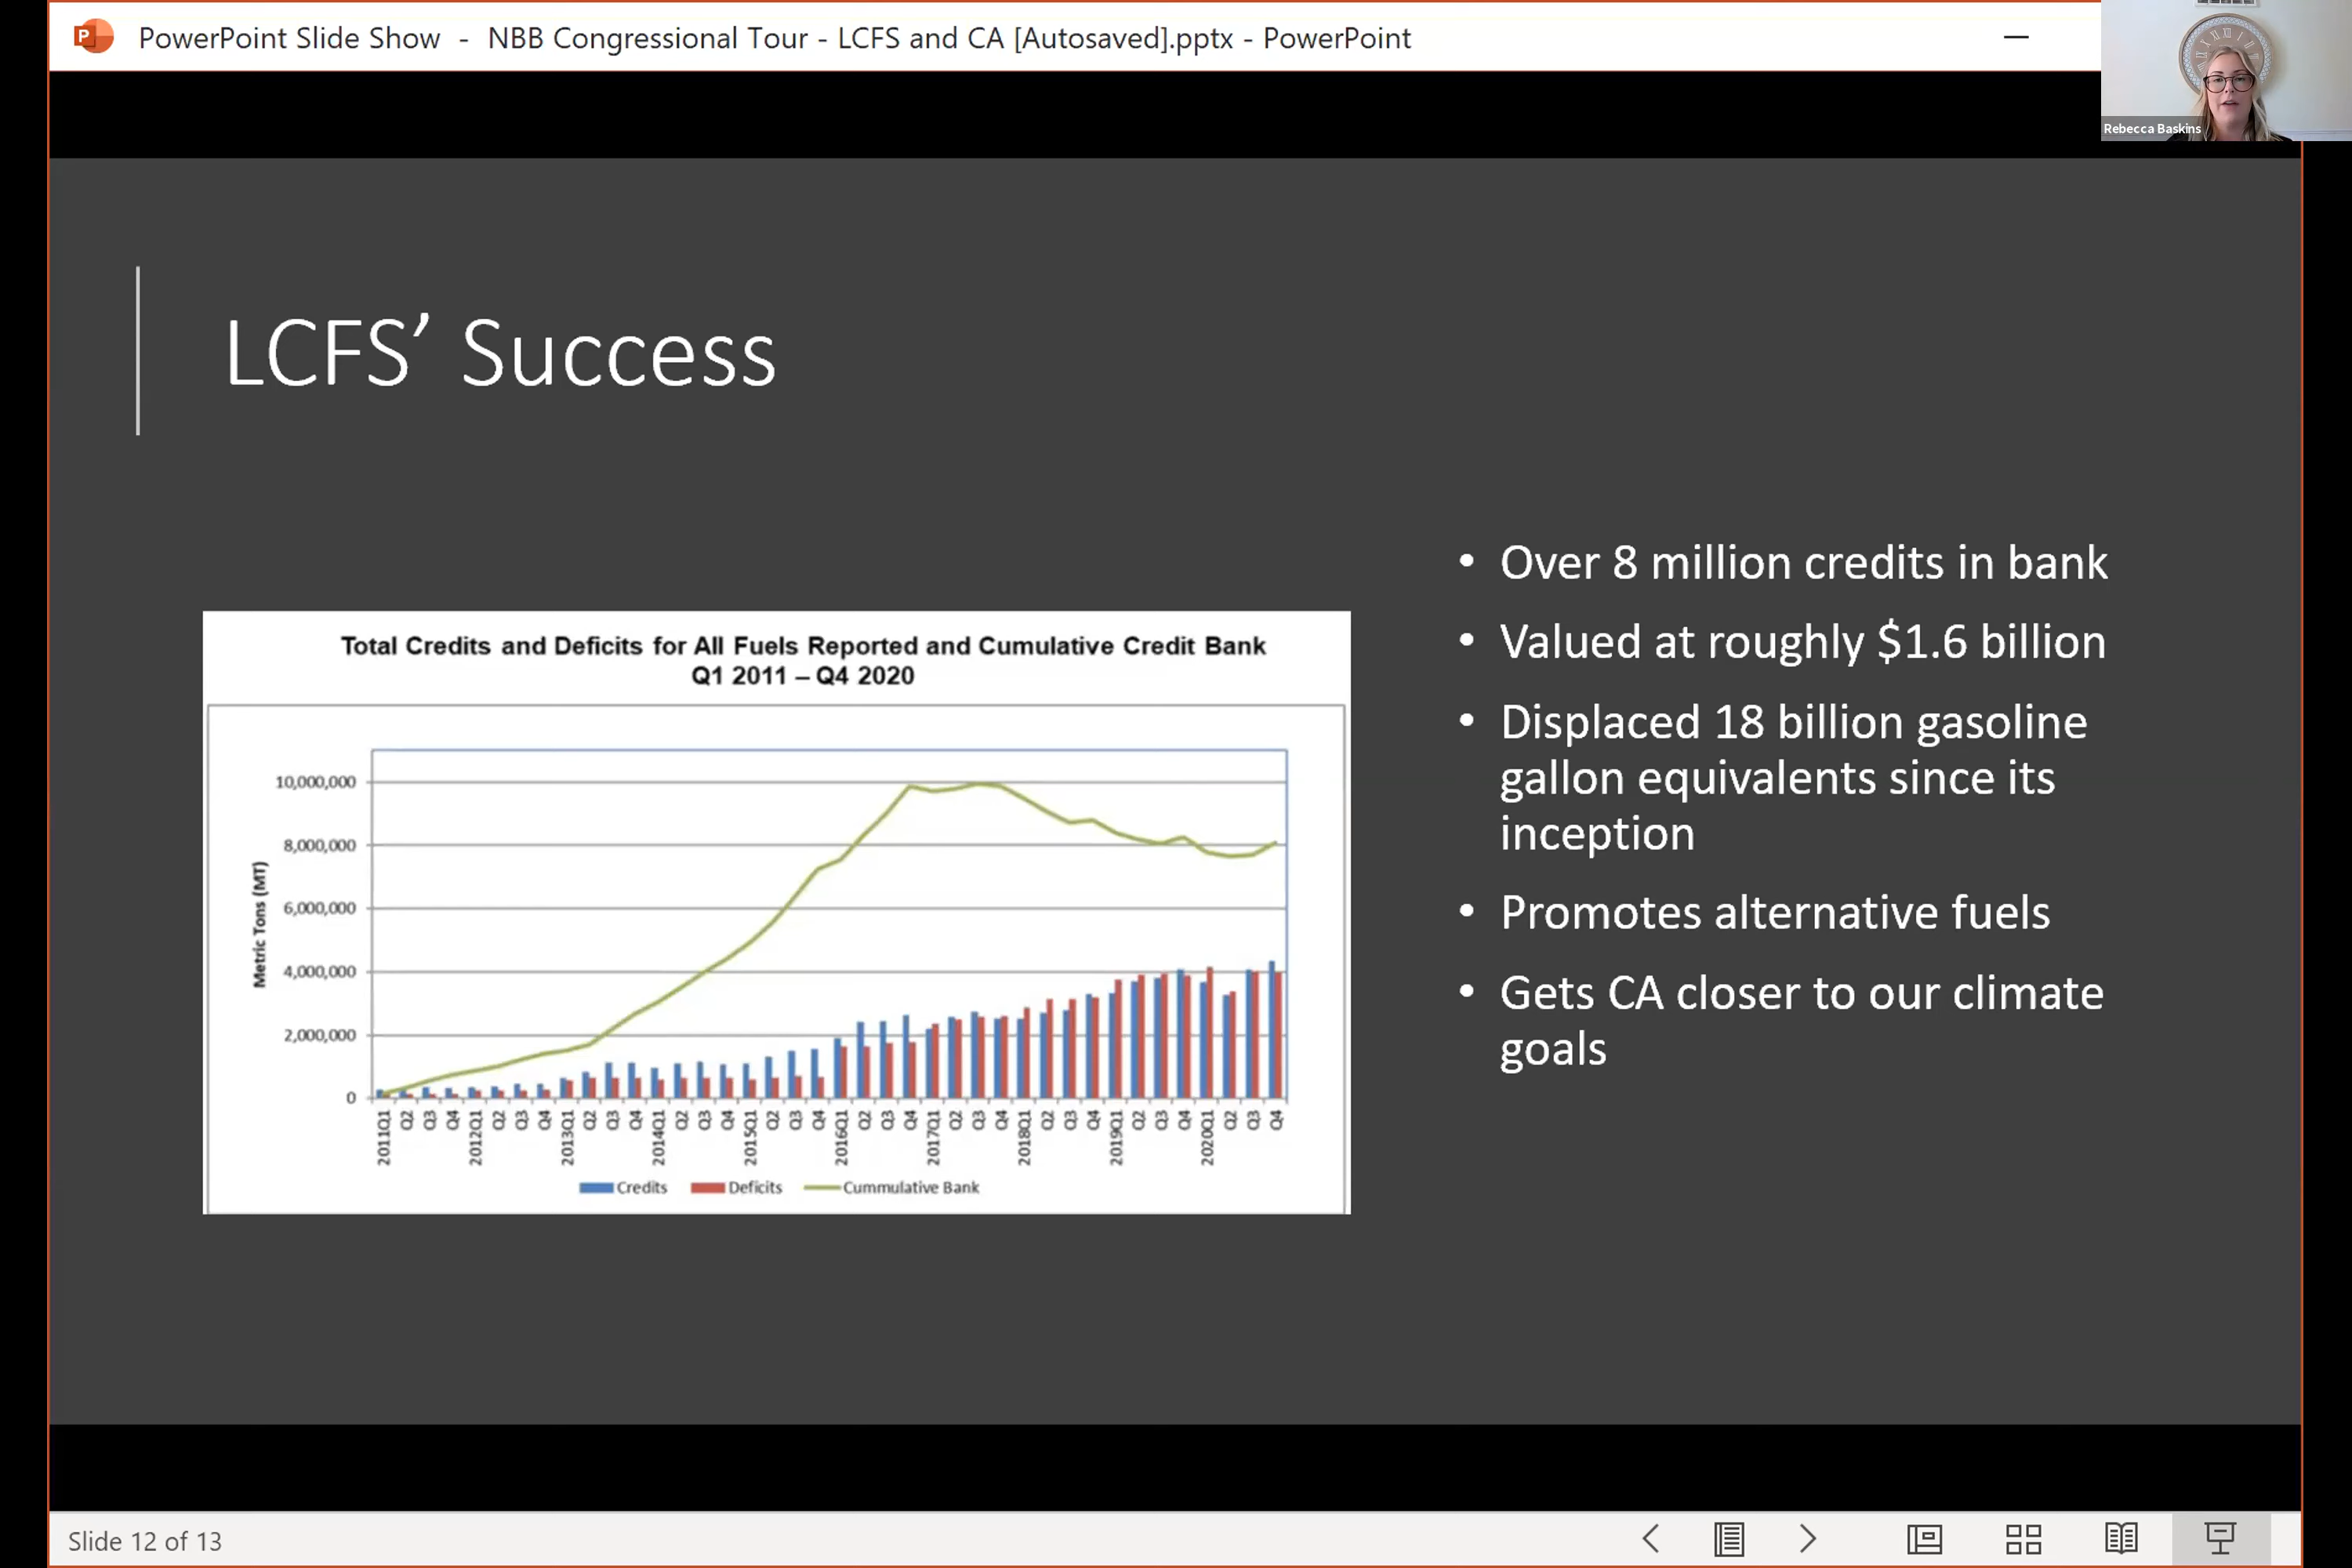 PowerPoint Slide Show - NBB Congressional Tour - LCFS and CA [Autosaved].pptx - PowerPoint
Rebecca Baskins
LCFS’ Success
Total Credits and Deficits for All Fuels Reported and Cumulative Credit Bank
Q1 2011 – Q4 2020
Metric Tons (MT)
10,000,000
8,000,000
6,000,000
4,000,000
2,000,000
0
2011Q1 Q2 Q3 Q4 2012Q1 Q2 Q3 Q4 2013Q1 Q2 Q3 Q4 2014Q1 Q2 Q3 Q4 2015Q1 Q2 Q3 Q4 2016Q1 Q2 Q3 Q4 2017Q1 Q2 Q3 Q4 2018Q1 Q2 Q3 Q4 2019Q1 Q2 Q3 Q4 2020Q1 Q2 Q3 Q4
Credits Deficits Cummulative Bank
• Over 8 million credits in bank
• Valued at roughly $1.6 billion
• Displaced 18 billion gasoline
gallon equivalents since its
inception
• Promotes alternative fuels
• Gets CA closer to our climate
goals
Slide 12 of 13